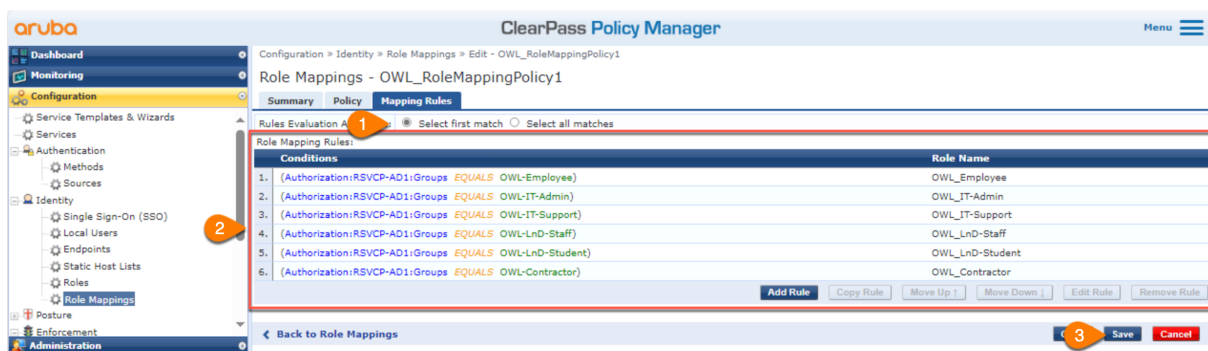 aruba
ClearPass Policy Manager
Menu
Dashboard
Monitoring
Configuration
Service Templates & Wizards
Services
Authentication
Methods
Sources
Identity
Single Sign-On (SSO)
Local Users
Endpoints
Static Host Lists
Roles
Role Mappings
Posture
Enforcement
Administration
Configuration » Identity » Role Mappings » Edit - OWL_RoleMappingPolicy1
Role Mappings - OWL_RoleMappingPolicy1
Summary Policy Mapping Rules
Rules Evaluation 1 Select first match Select all matches
2
Role Mapping Rules:
Conditions Role Name
1. (Authorization:RSVCP-AD1:Groups EQUALS OWL-Employee) OWL_Employee
2. (Authorization:RSVCP-AD1:Groups EQUALS OWL-IT-Admin) OWL_IT-Admin
3. (Authorization:RSVCP-AD1:Groups EQUALS OWL-IT-Support) OWL_IT-Support
4. (Authorization:RSVCP-AD1:Groups EQUALS OWL-LnD-Staff) OWL_LnD-Staff
5. (Authorization:RSVCP-AD1:Groups EQUALS OWL-LnD-Student) OWL_LnD-Student
6. (Authorization:RSVCP-AD1:Groups EQUALS OWL-Contractor) OWL_Contractor
Add Rule Copy Rule Move Up ↑ Move Down ↓ Edit Rule Remove Rule
Back to Role Mappings 3 Save Cancel